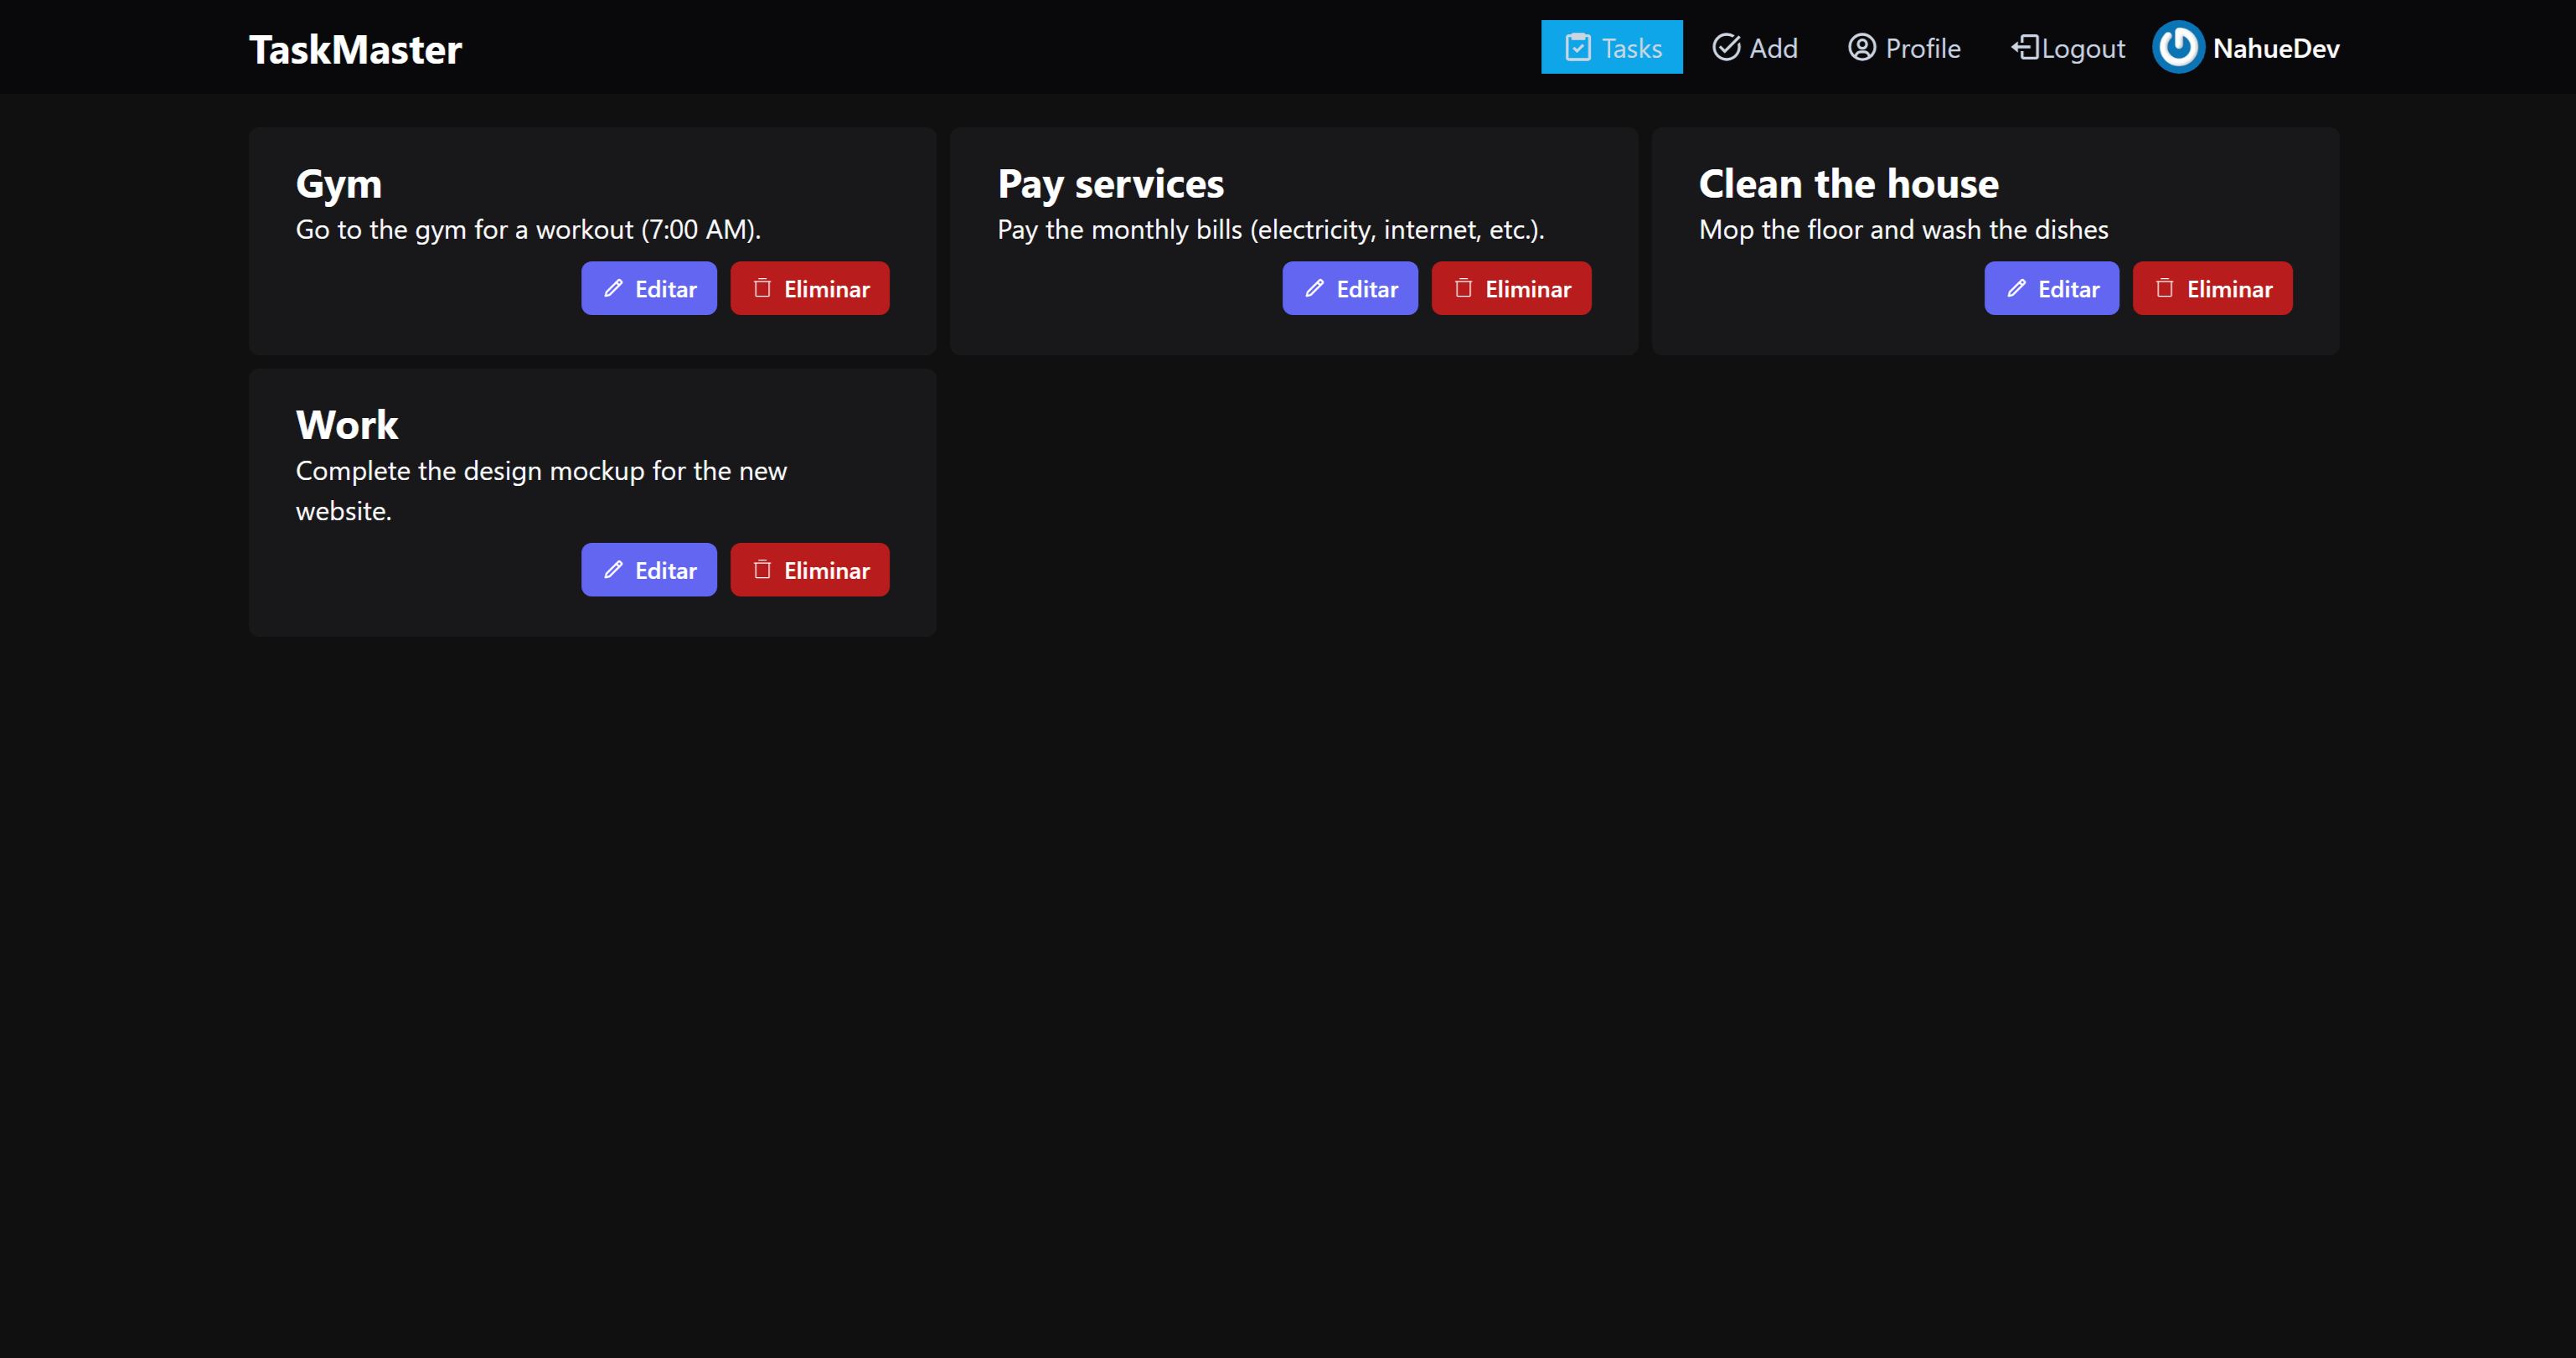 TaskMaster
Tasks
Add
Profile
Logout
NahueDev
Gym
Go to the gym for a workout (7:00 AM).
Editar
Eliminar
Pay services
Pay the monthly bills (electricity, internet, etc.).
Editar
Eliminar
Clean the house
Mop the floor and wash the dishes
Editar
Eliminar
Work
Complete the design mockup for the new
website.
Editar
Eliminar